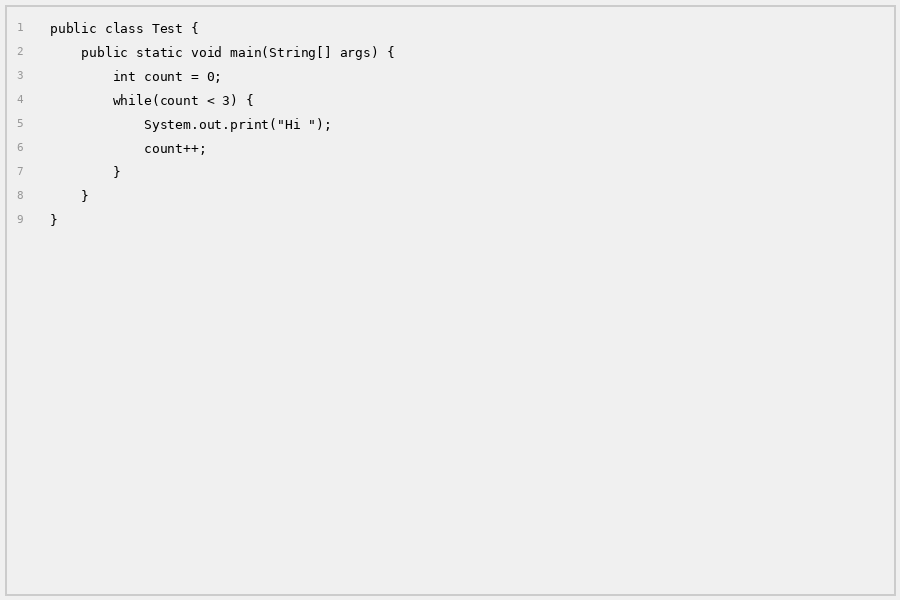 1 public class Test {
2     public static void main(String[] args) {
3         int count = 0;
4         while(count < 3) {
5             System.out.print("Hi ");
6             count++;
7         }
8     }
9 }